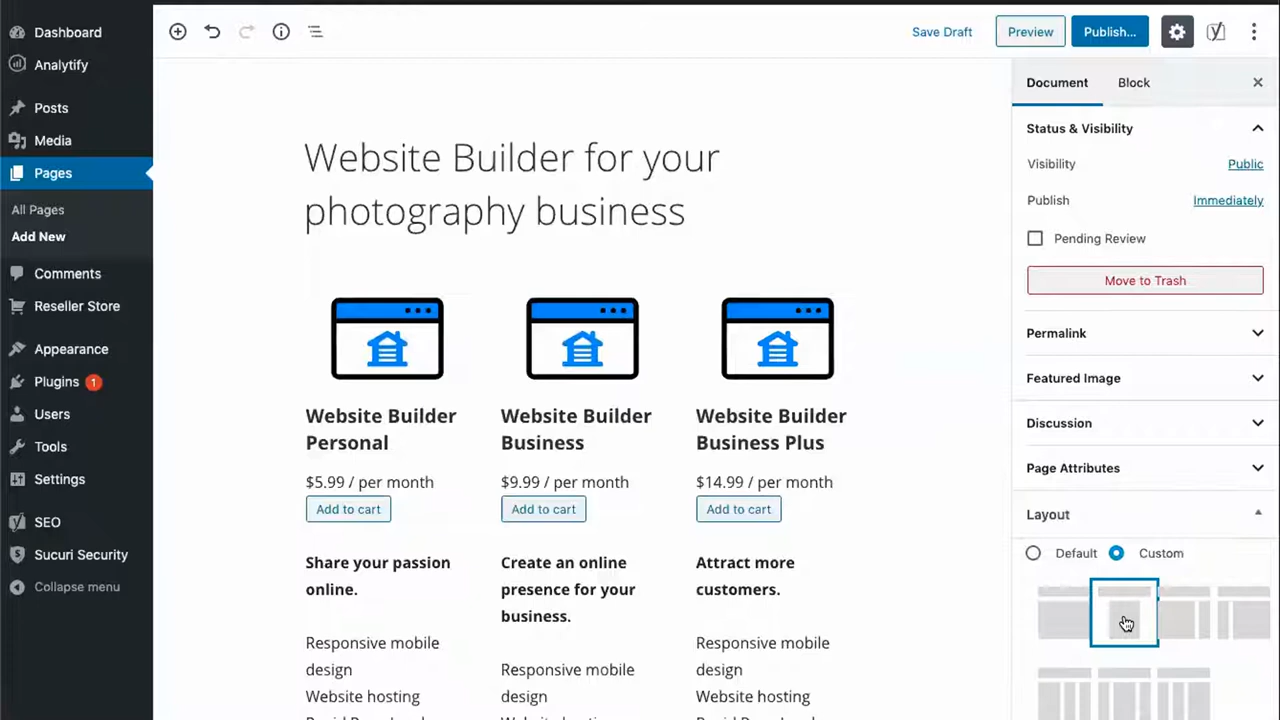 Dashboard
Analytify
Posts
Media
Pages
All Pages
Add New
Comments
Reseller Store
Appearance
Plugins 1
Users
Tools
Settings
SEO
Sucuri Security
Collapse menu
Save Draft
Preview
Publish...
Website Builder for your
photography business
Website Builder
Personal
$5.99 / per month
Add to cart
Share your passion
online.
Responsive mobile
design
Website hosting
Website Builder
Business
$9.99 / per month
Add to cart
Create an online
presence for your
business.
Responsive mobile
design
Website Builder
Business Plus
$14.99 / per month
Add to cart
Attract more
customers.
Responsive mobile
design
Website hosting
Document
Block
Status & Visibility
Visibility
Public
Publish
Immediately
Pending Review
Move to Trash
Permalink
Featured Image
Discussion
Page Attributes
Layout
Default
Custom